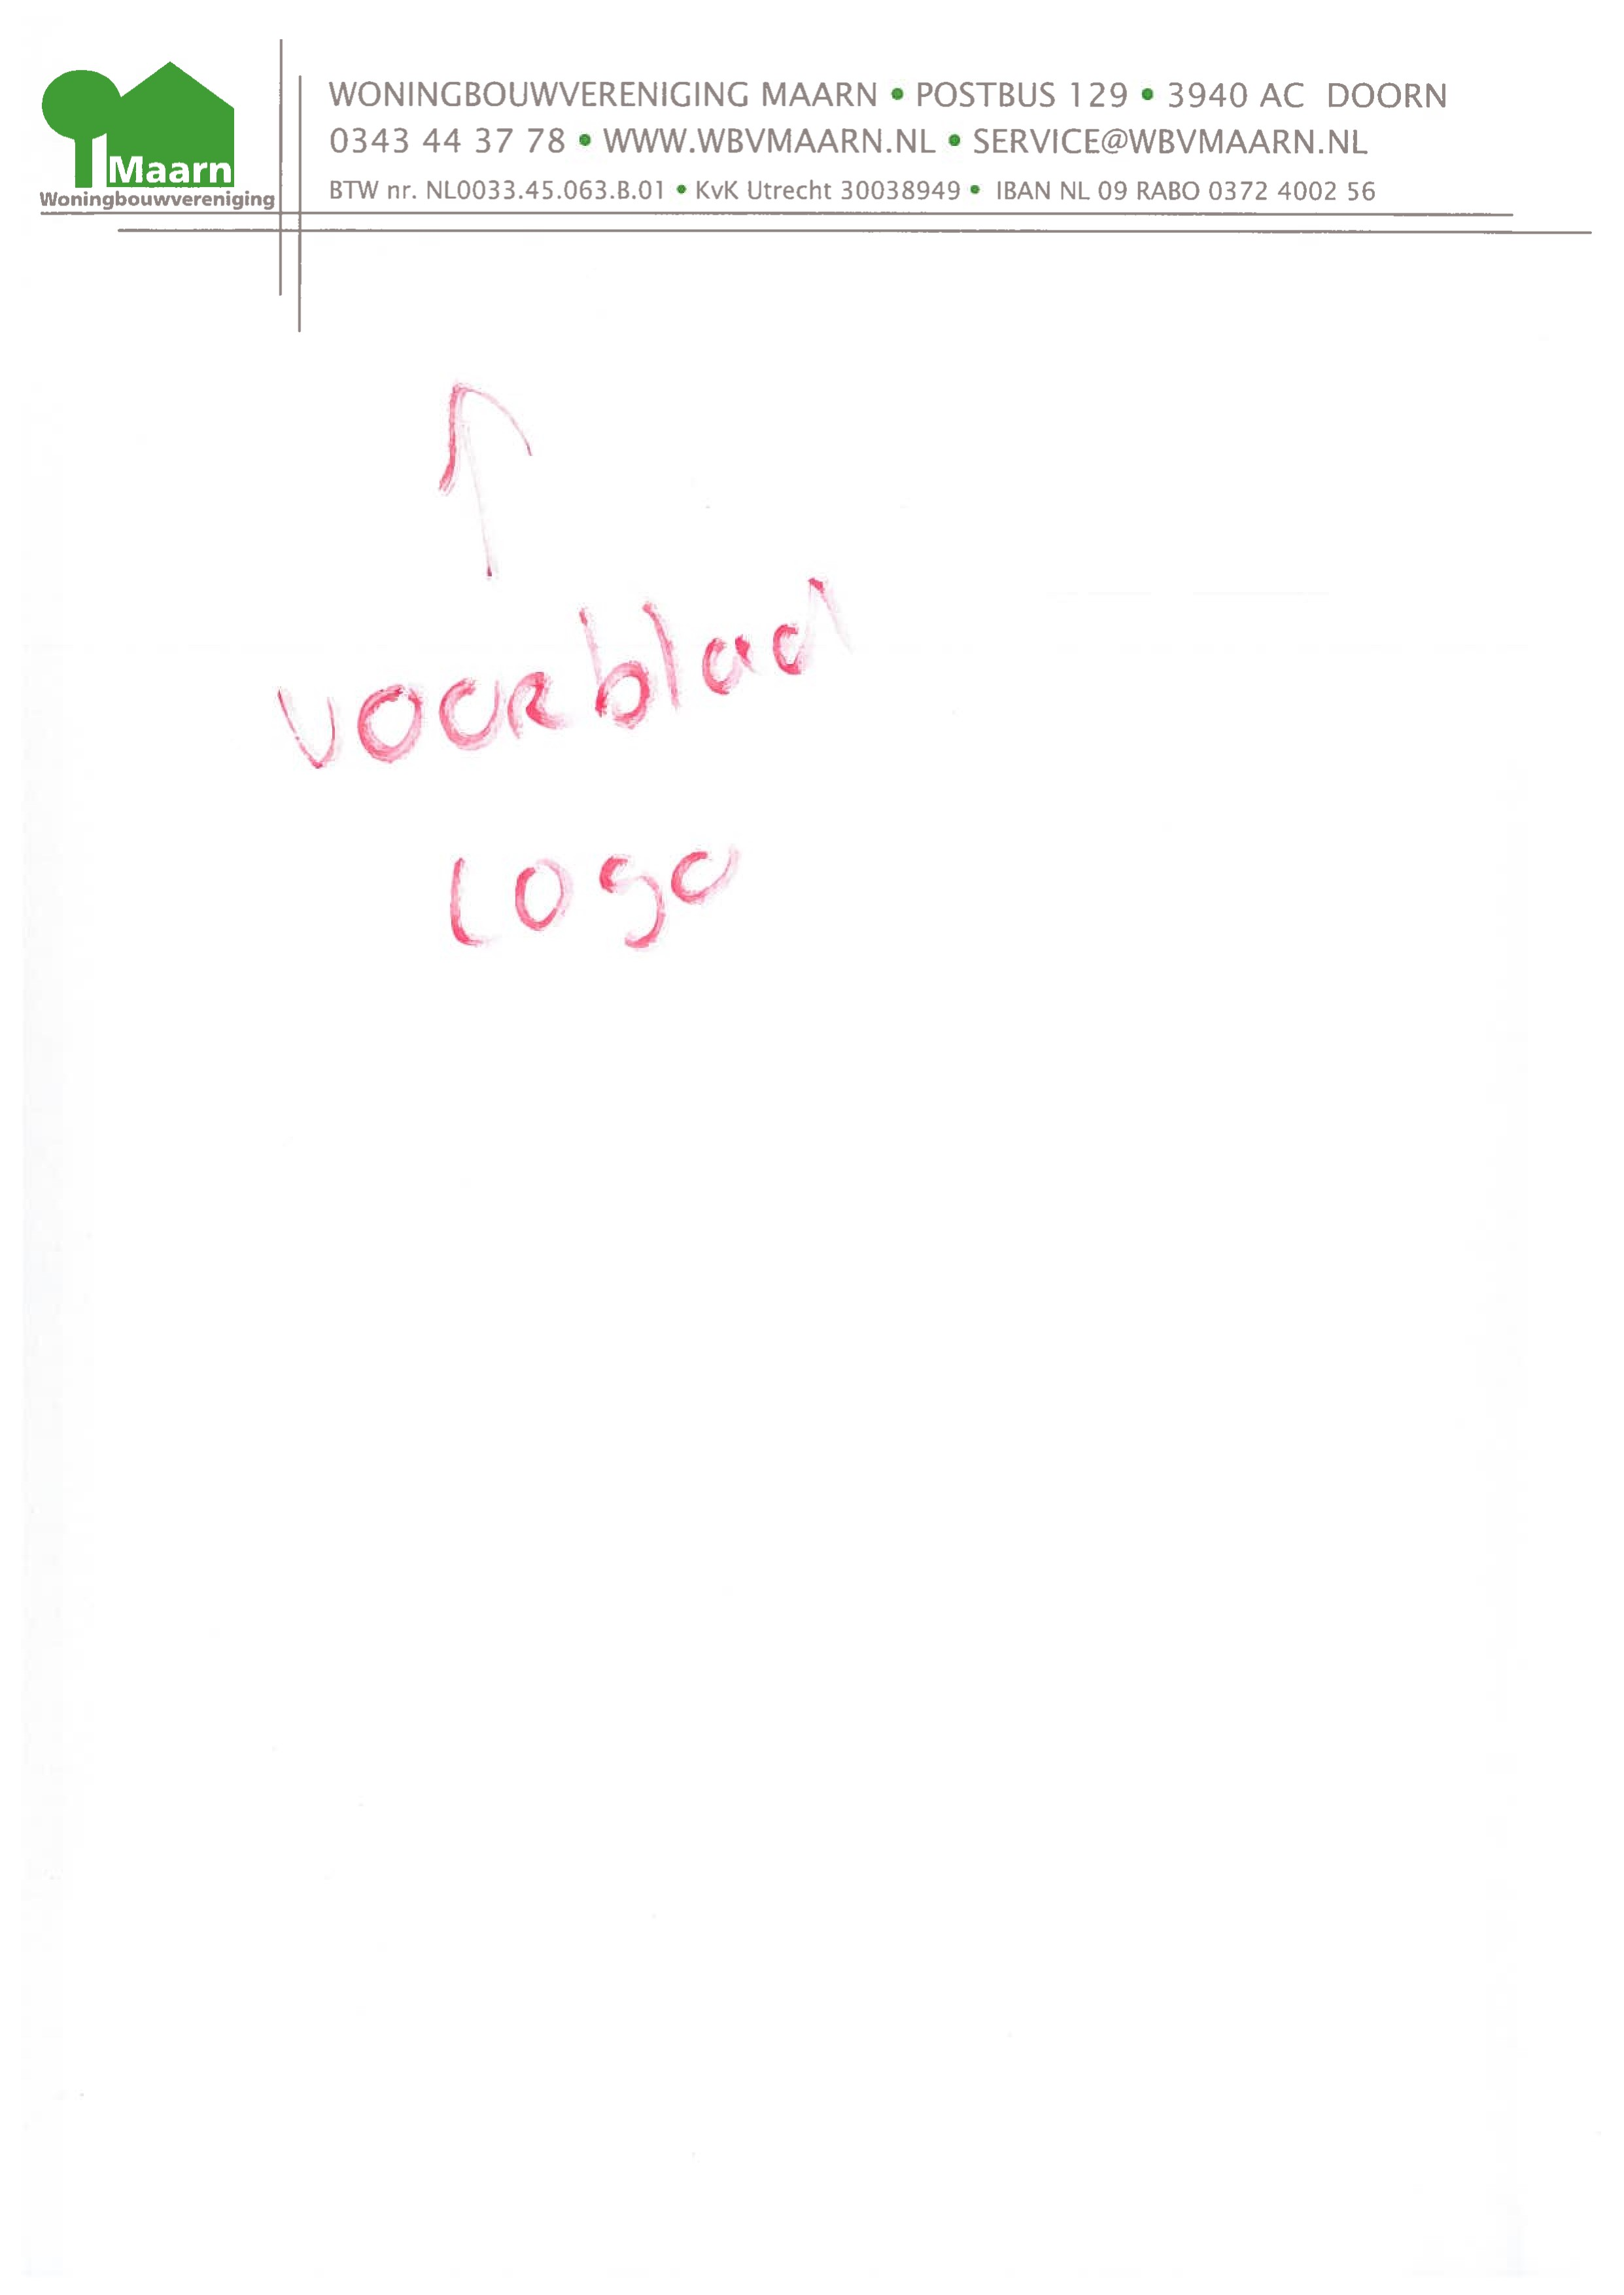 Maarn
Woningbouwvereniging
WONINGBOUWVERENIGING MAARN • POSTBUS 129 • 3940 AC DOORN
0343 44 37 78 • WWW.WBVMAARN.NL • SERVICE@WBVMAARN.NL
BTW nr. NL0033.45.063.B.01 • KvK Utrecht 30038949 • IBAN NL 09 RABO 0372 4002 56
voorblad
logo